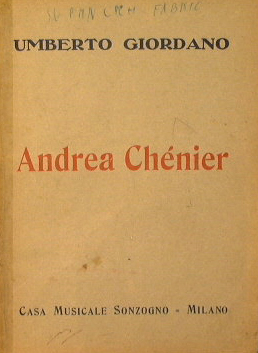 UMBERTO GIORDANO
Andrea Chénier
CASA MUSICALE SONZOGNO - MILANO